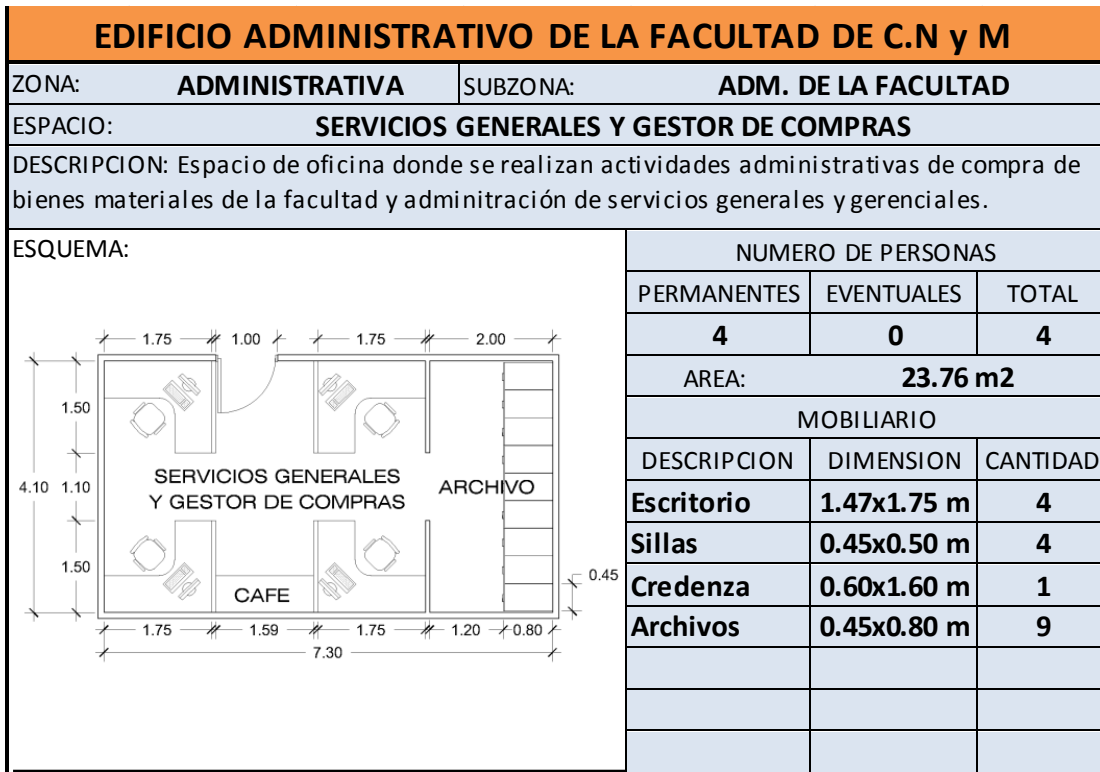 EDIFICIO ADMINISTRATIVO DE LA FACULTAD DE C.N y M
ZONA: ADMINISTRATIVA SUBZONA: ADM. DE LA FACULTAD
ESPACIO: SERVICIOS GENERALES Y GESTOR DE COMPRAS
DESCRIPCION: Espacio de oficina donde se realizan actividades administrativas de compra de
bienes materiales de la facultad y adminitración de servicios generales y gerenciales.
ESQUEMA:
1.75 1.00 1.75 2.00
1.50
4.10 1.10
1.50
SERVICIOS GENERALES
Y GESTOR DE COMPRAS
ARCHIVO
CAFE
0.45
1.75 1.59 1.75 1.20 0.80
7.30
NUMERO DE PERSONAS
PERMANENTES EVENTUALES TOTAL
4 0 4
AREA: 23.76 m2
MOBILIARIO
DESCRIPCION DIMENSION CANTIDAD
Escritorio 1.47x1.75 m 4
Sillas 0.45x0.50 m 4
Credenza 0.60x1.60 m 1
Archivos 0.45x0.80 m 9